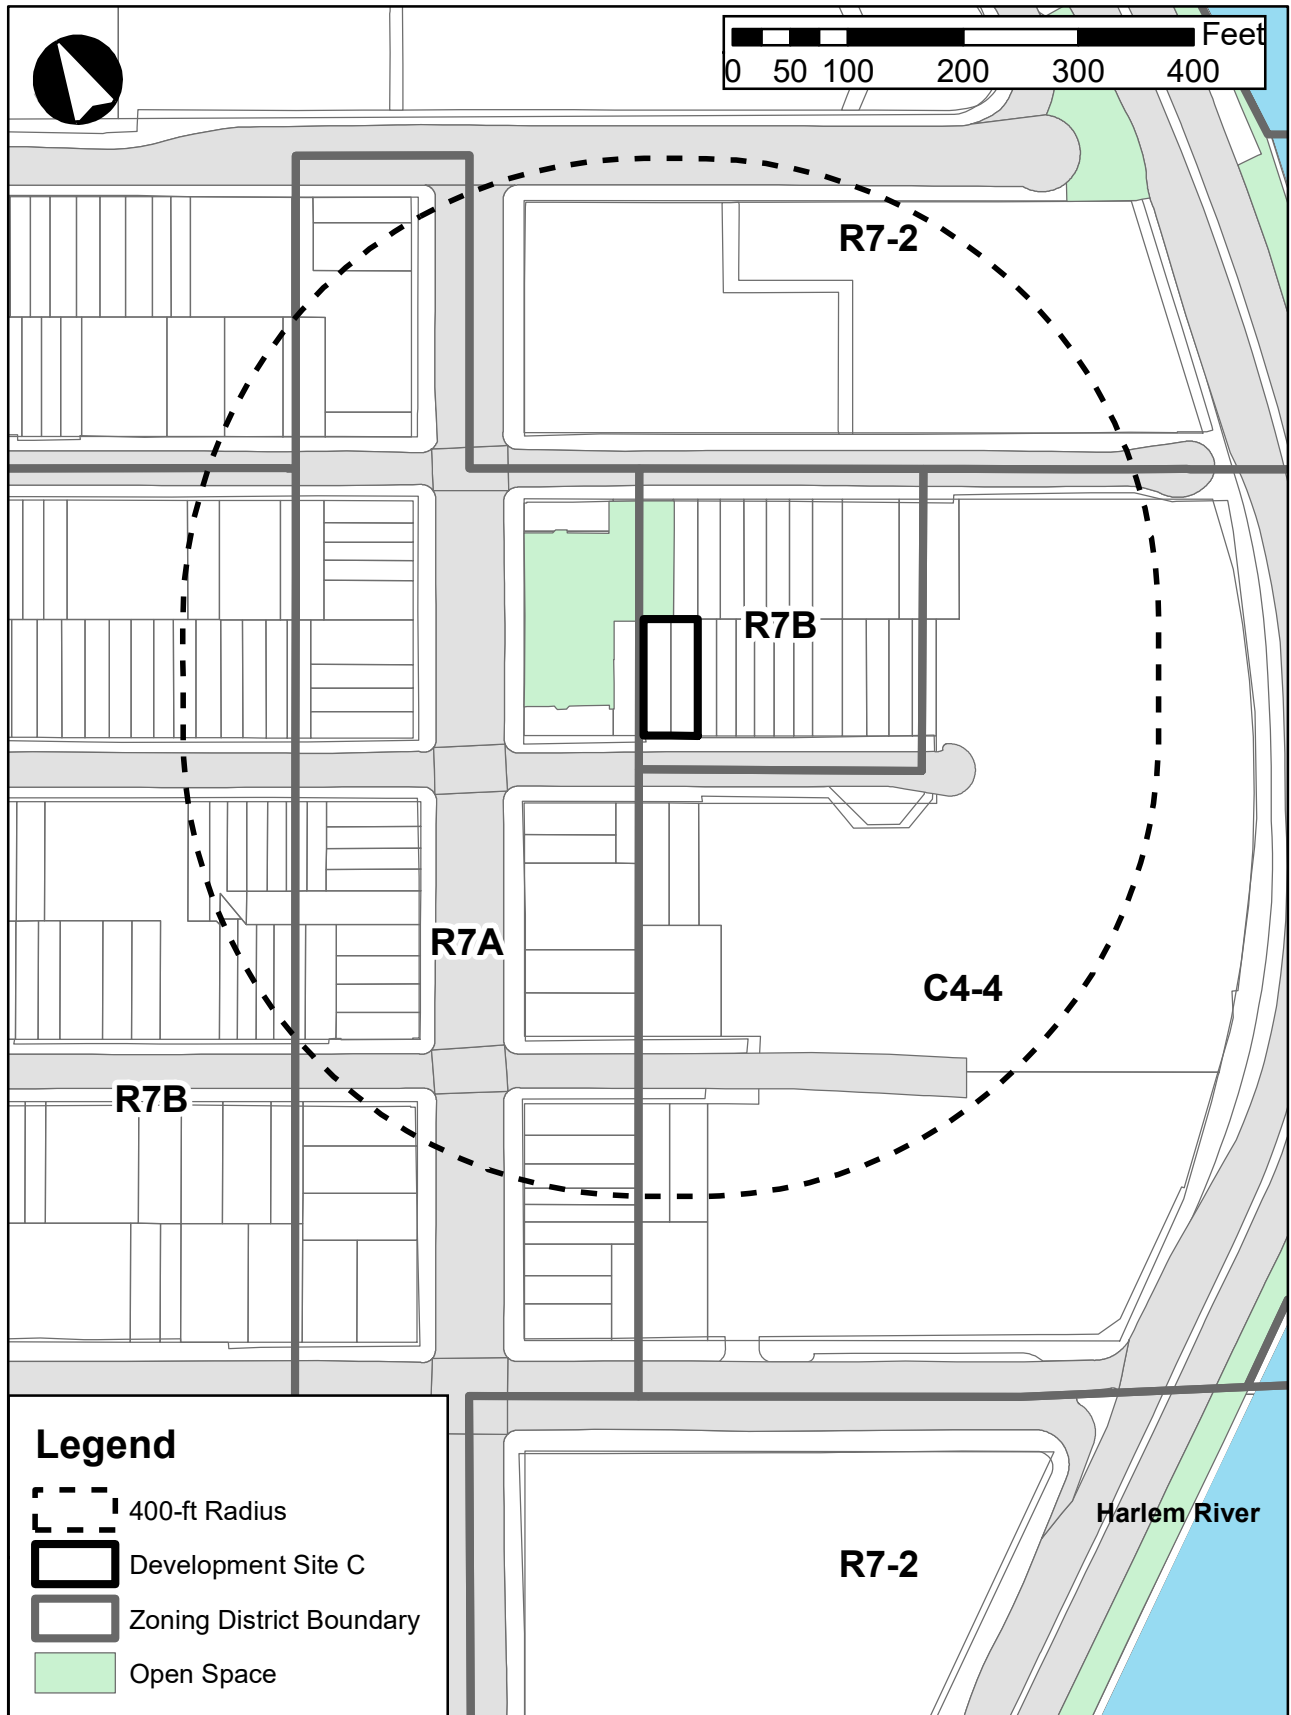 Feet
0 50 100 200 300 400
R7-2
R7B
R7A
C4-4
R7B
Legend
400-ft Radius
Development Site C
Zoning District Boundary
Open Space
Harlem River
R7-2